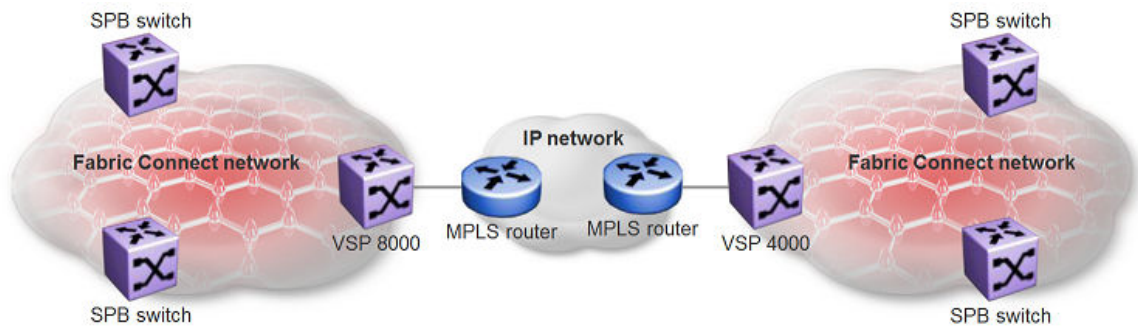 SPB switch
SPB switch
IP network
Fabric Connect network
Fabric Connect network
VSP 8000
MPLS router
MPLS router
VSP 4000
SPB switch
SPB switch